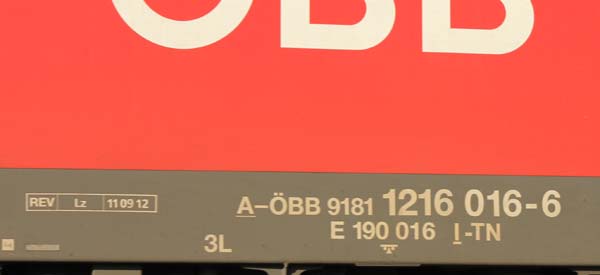 ÖBB
REV Lz 11 09 12
A-ÖBB 9181 1216 016-6
E 190 016 I-TN
3L